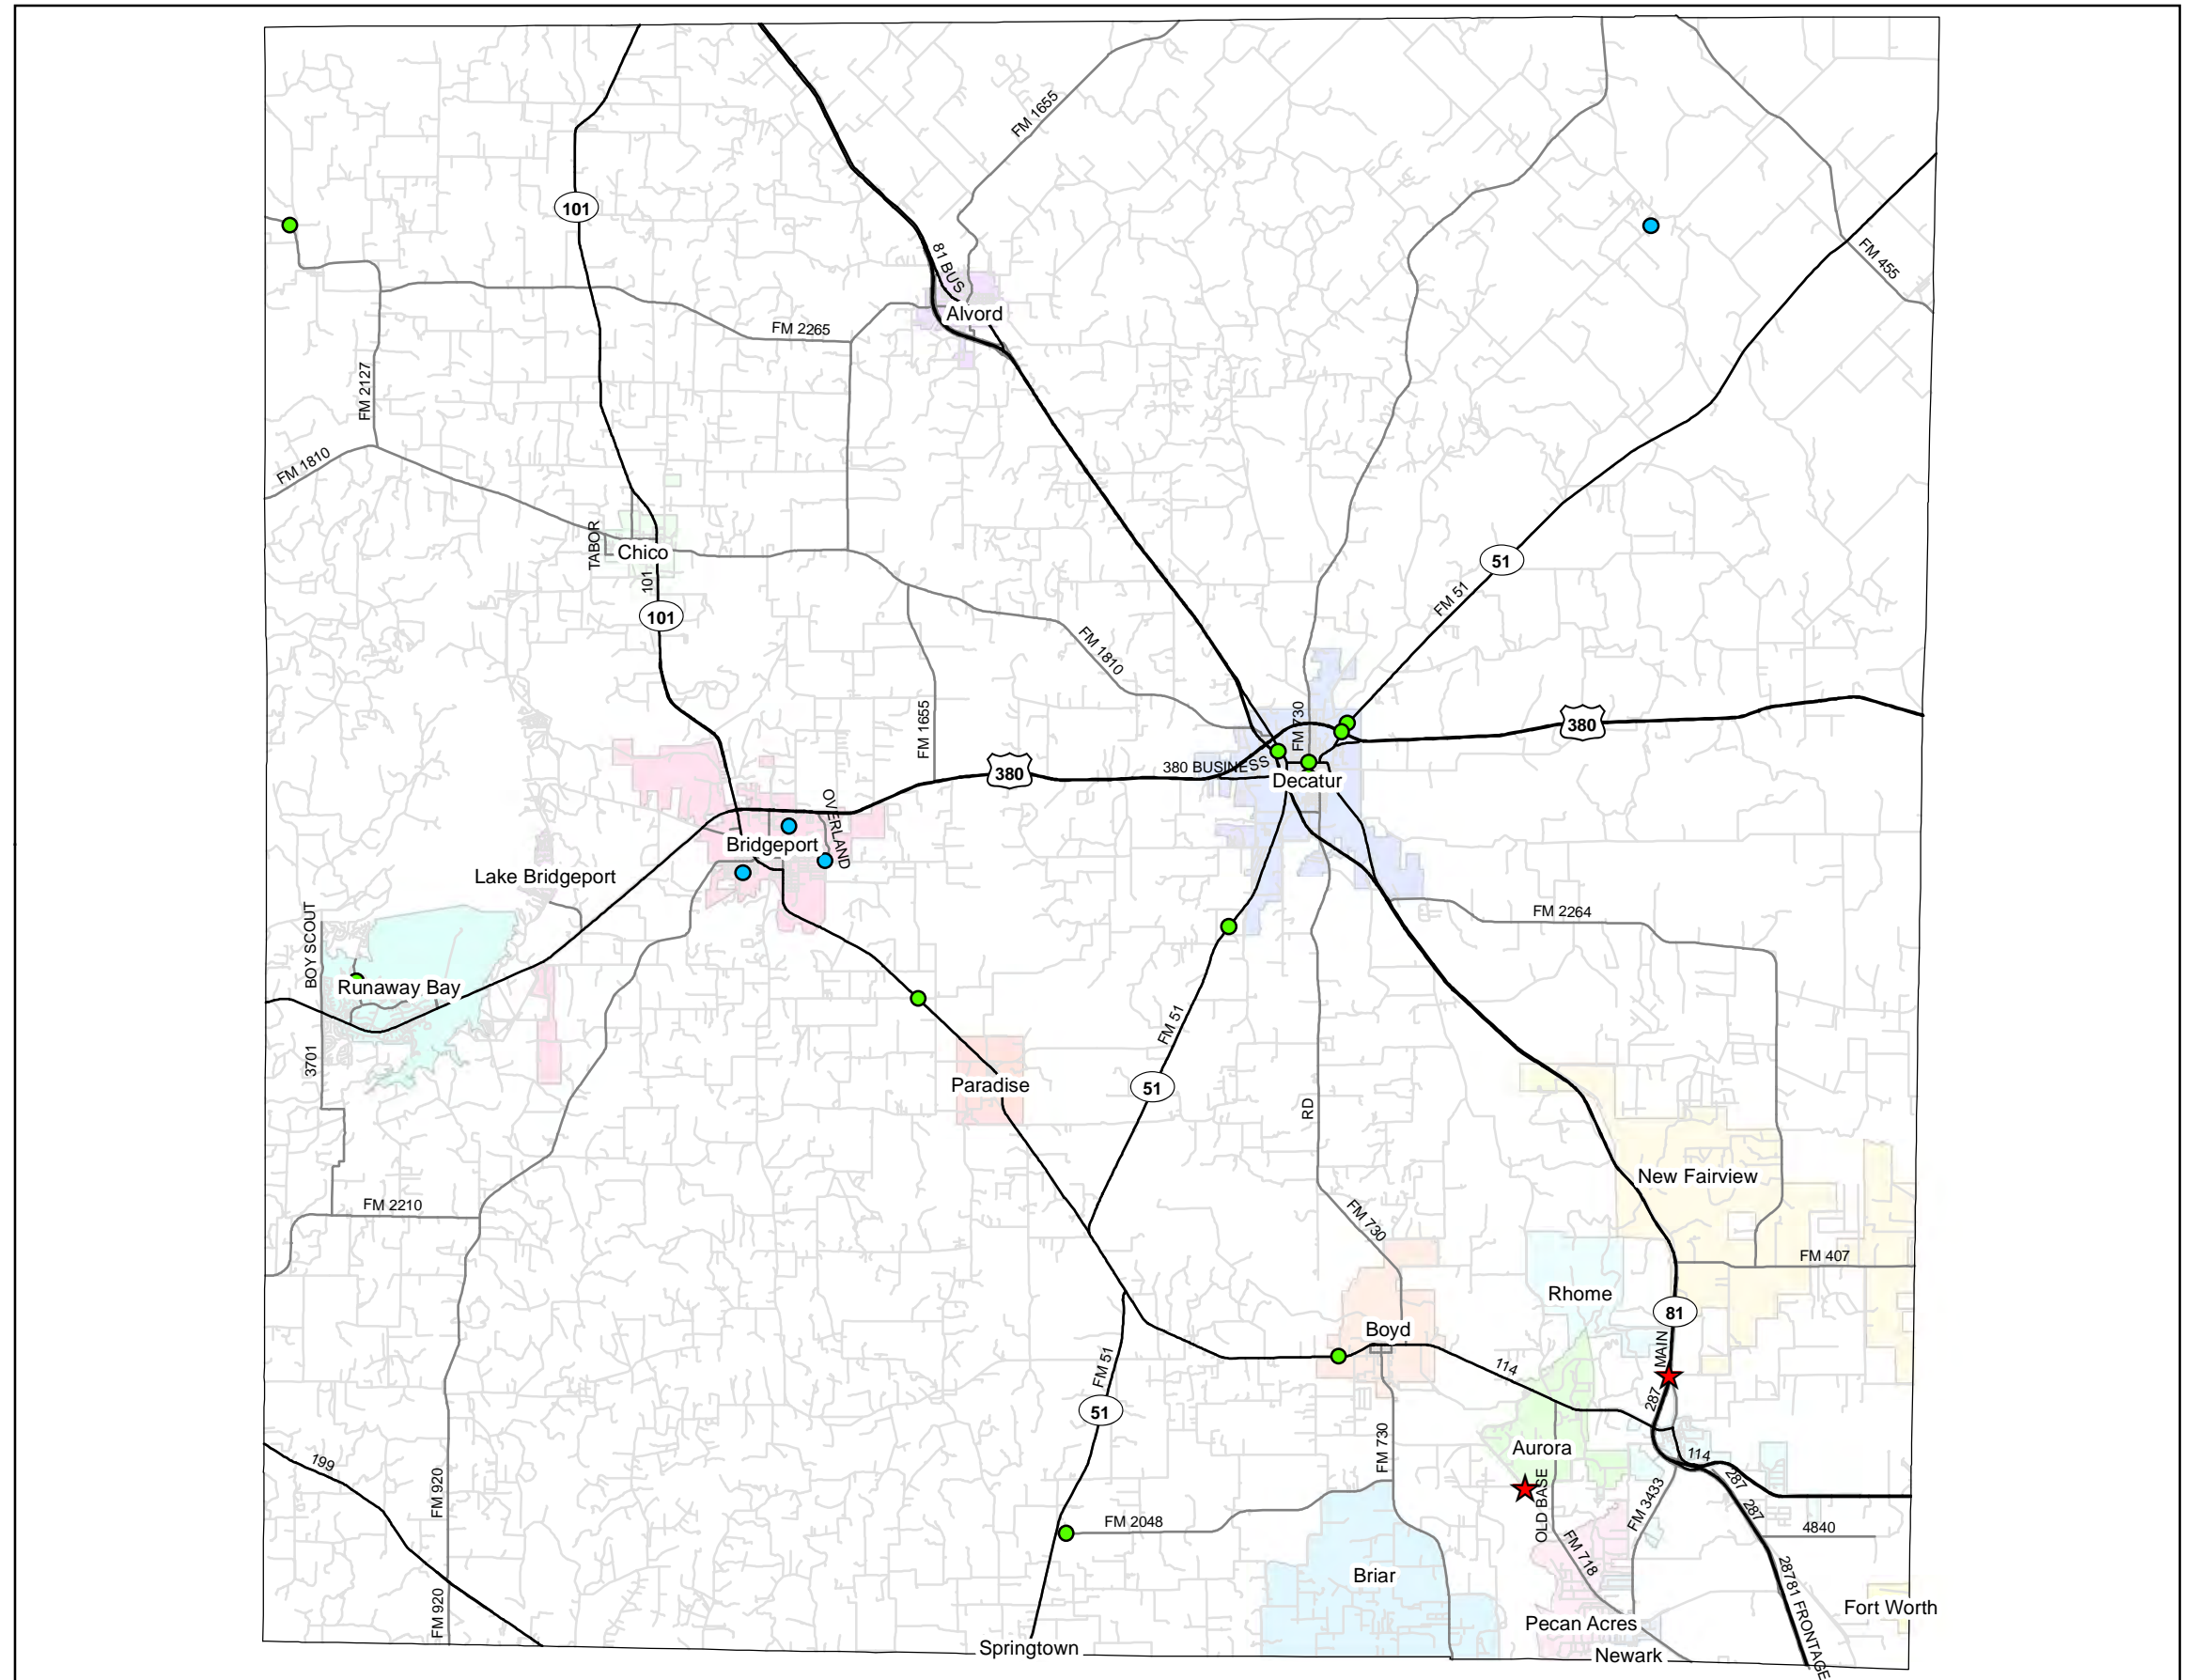 FM 1655
101
81 BUS
FM 455
Alvord
FM 2265
FM 2127
FM 1810
TABOR
Chico
101
101
51
FM 51
FM 1810
FM 1655
FM 730
380
380
380 BUSINESS
Decatur
OVERLAND
Bridgeport
Lake Bridgeport
BOY SCOUT
FM 2264
Runaway Bay
FM 51
3701
Paradise
51
RD
New Fairview
FM 2210
FM 730
FM 407
Rhome
81
Boyd
MAIN
114
FM 51
287
51
FM 730
Aurora
114
199
FM 920
287
287
OLD BASE
FM 3433
FM 2048
4840
FM 718
Briar
28781 FRONTAGE
FM 920
Fort Worth
Pecan Acres
Springtown
Newark